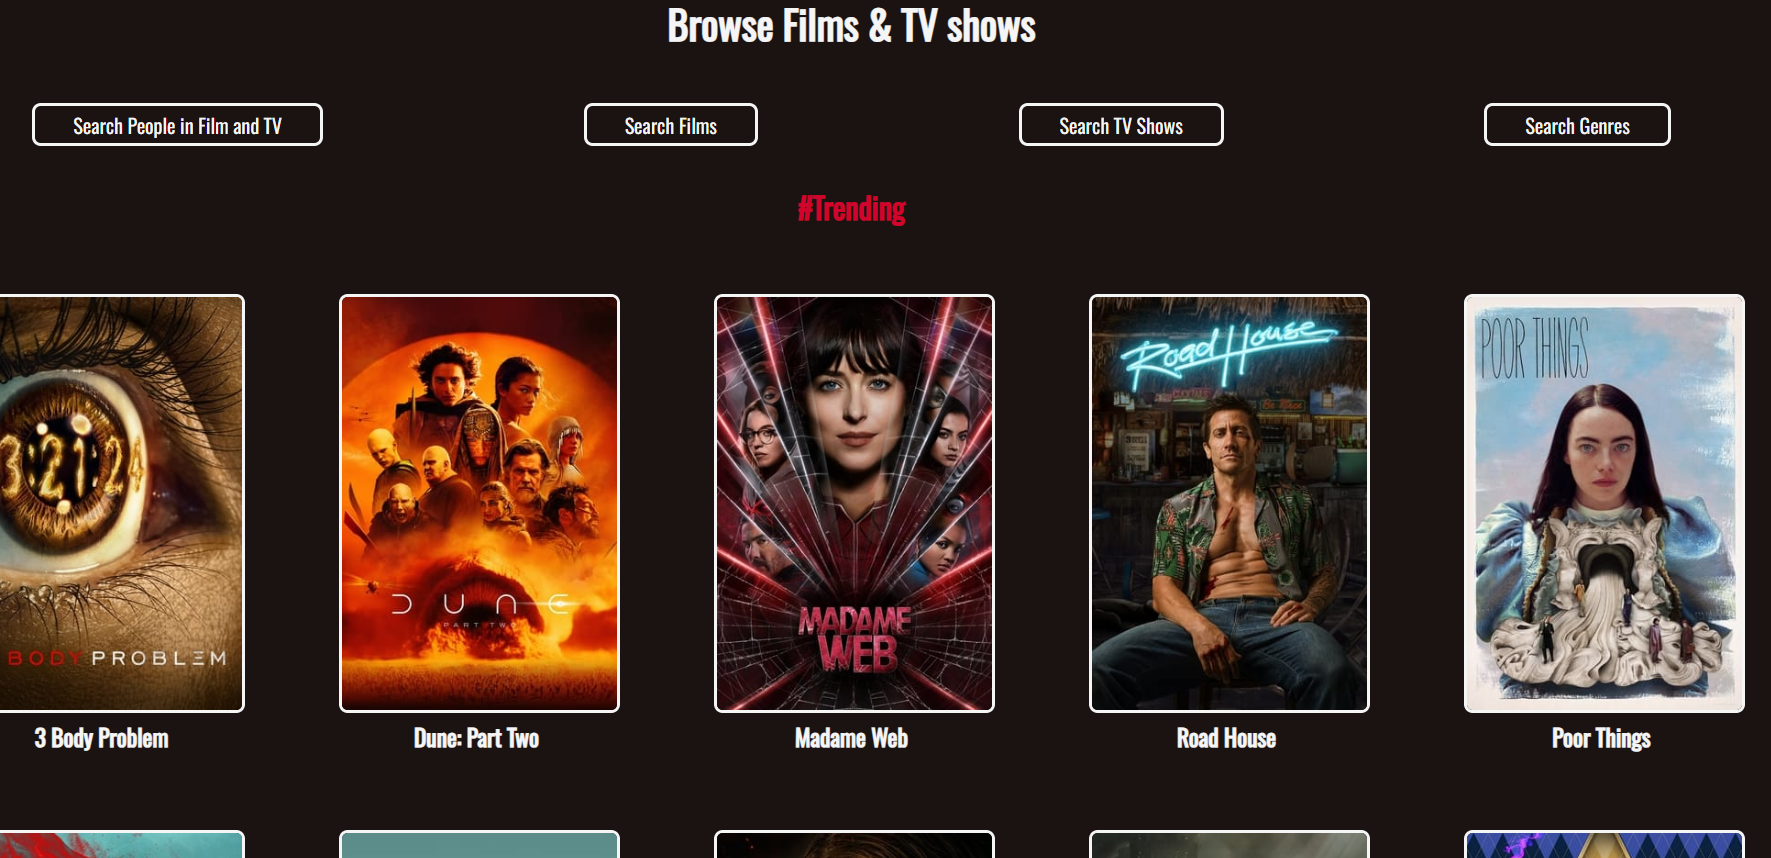 Browse Films & TV shows
Search People in Film and TV
Search Films
Search TV Shows
Search Genres
#Trending
3:21:24
BODY PROBLEM
DUNE
PART TWO
MADAME
WEB
Road House
POOR THINGS
3 Body Problem
Dune: Part Two
Madame Web
Road House
Poor Things